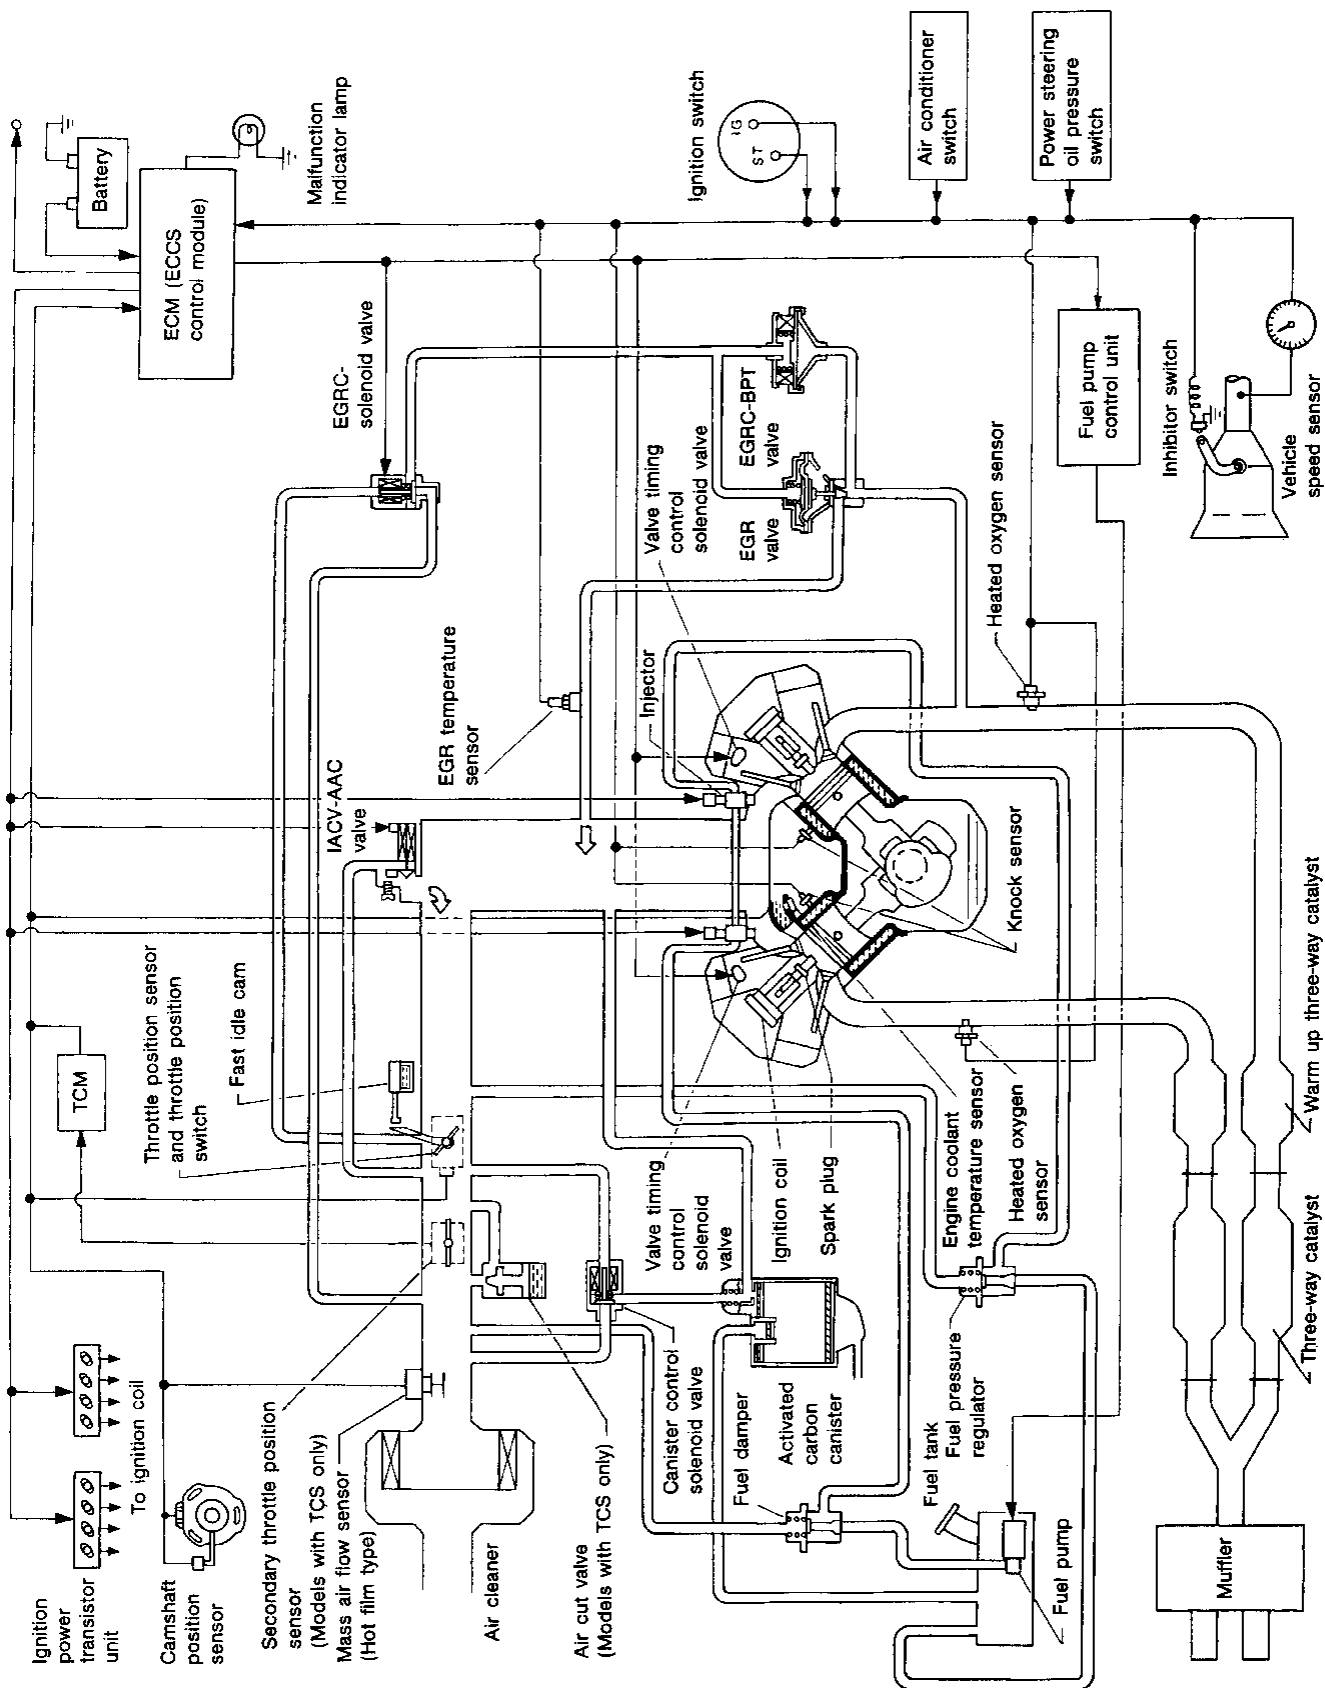 Ignition
power
transistor
unit
To ignition coil
Camshaft
position
sensor
TCM
Battery
ECM (ECCS
control module)
Malfunction
indicator lamp
Secondary throttle position
sensor
(Models with TCS only)
Mass air flow sensor
(Hot film type)
Throttle position sensor
and throttle position
switch
Fast idle cam
IACV-AAC
valve
EGRC-
solenoid valve
Air cleaner
Air cut valve
(Models with TCS only)
EGR temperature
sensor
Canister control
solenoid valve
Valve timing
control
solenoid
valve
Injector
Valve timing
control
solenoid valve
Ignition switch
IG
ST
Fuel damper
Activated
carbon
canister
Ignition coil
Spark plug
EGR
valve
EGRC-BPT
valve
Air conditioner
switch
Fuel tank
Fuel pressure
regulator
Engine coolant
temperature sensor
Heated oxygen
sensor
Knock sensor
Heated oxygen sensor
Power steering
oil pressure
switch
Fuel pump
Fuel pump
control unit
Muffler
Three-way catalyst
Warm up three-way catalyst
Inhibitor switch
Vehicle
speed sensor